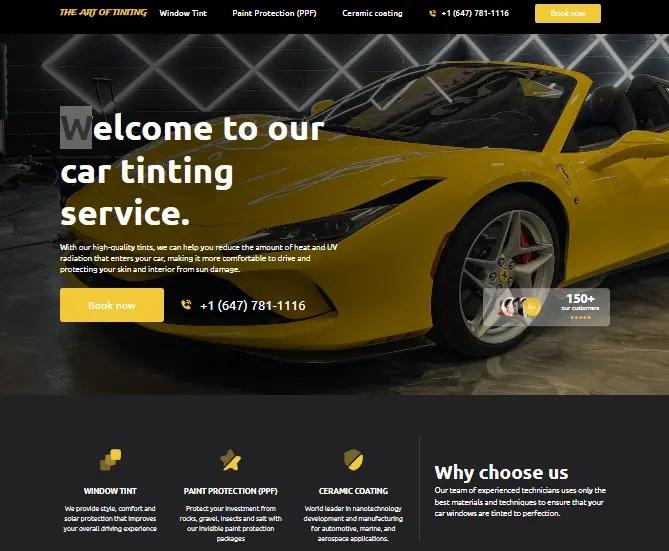 THE ART OF TINITNG Window Tint Paint Protection (PPF) Ceramic coating +1 (647) 781-1116 Book now
Welcome to our
car tinting
service.
With our high-quality tints, we can help you reduce the amount of heat and UV
radiation that enters your car, making it more comfortable to drive and
protecting your skin and interior from sun damage.
Book now +1 (647) 781-1116
150+
our customers
WINDOW TINT
We provide style, comfort and
solar protection that improves
your overall driving experience
PAINT PROTECTION (PPF)
Protect your investment from
rocks, gravel, insects and salt with
our invisible paint protection
packages
CERAMIC COATING
World leader in nanotechnology
development and manufacturing
for automotive, marine, and
aerospace applications.
Why choose us
Our team of experienced technicians uses only the
best materials and techniques to ensure that your
car windows are tinted to perfection.